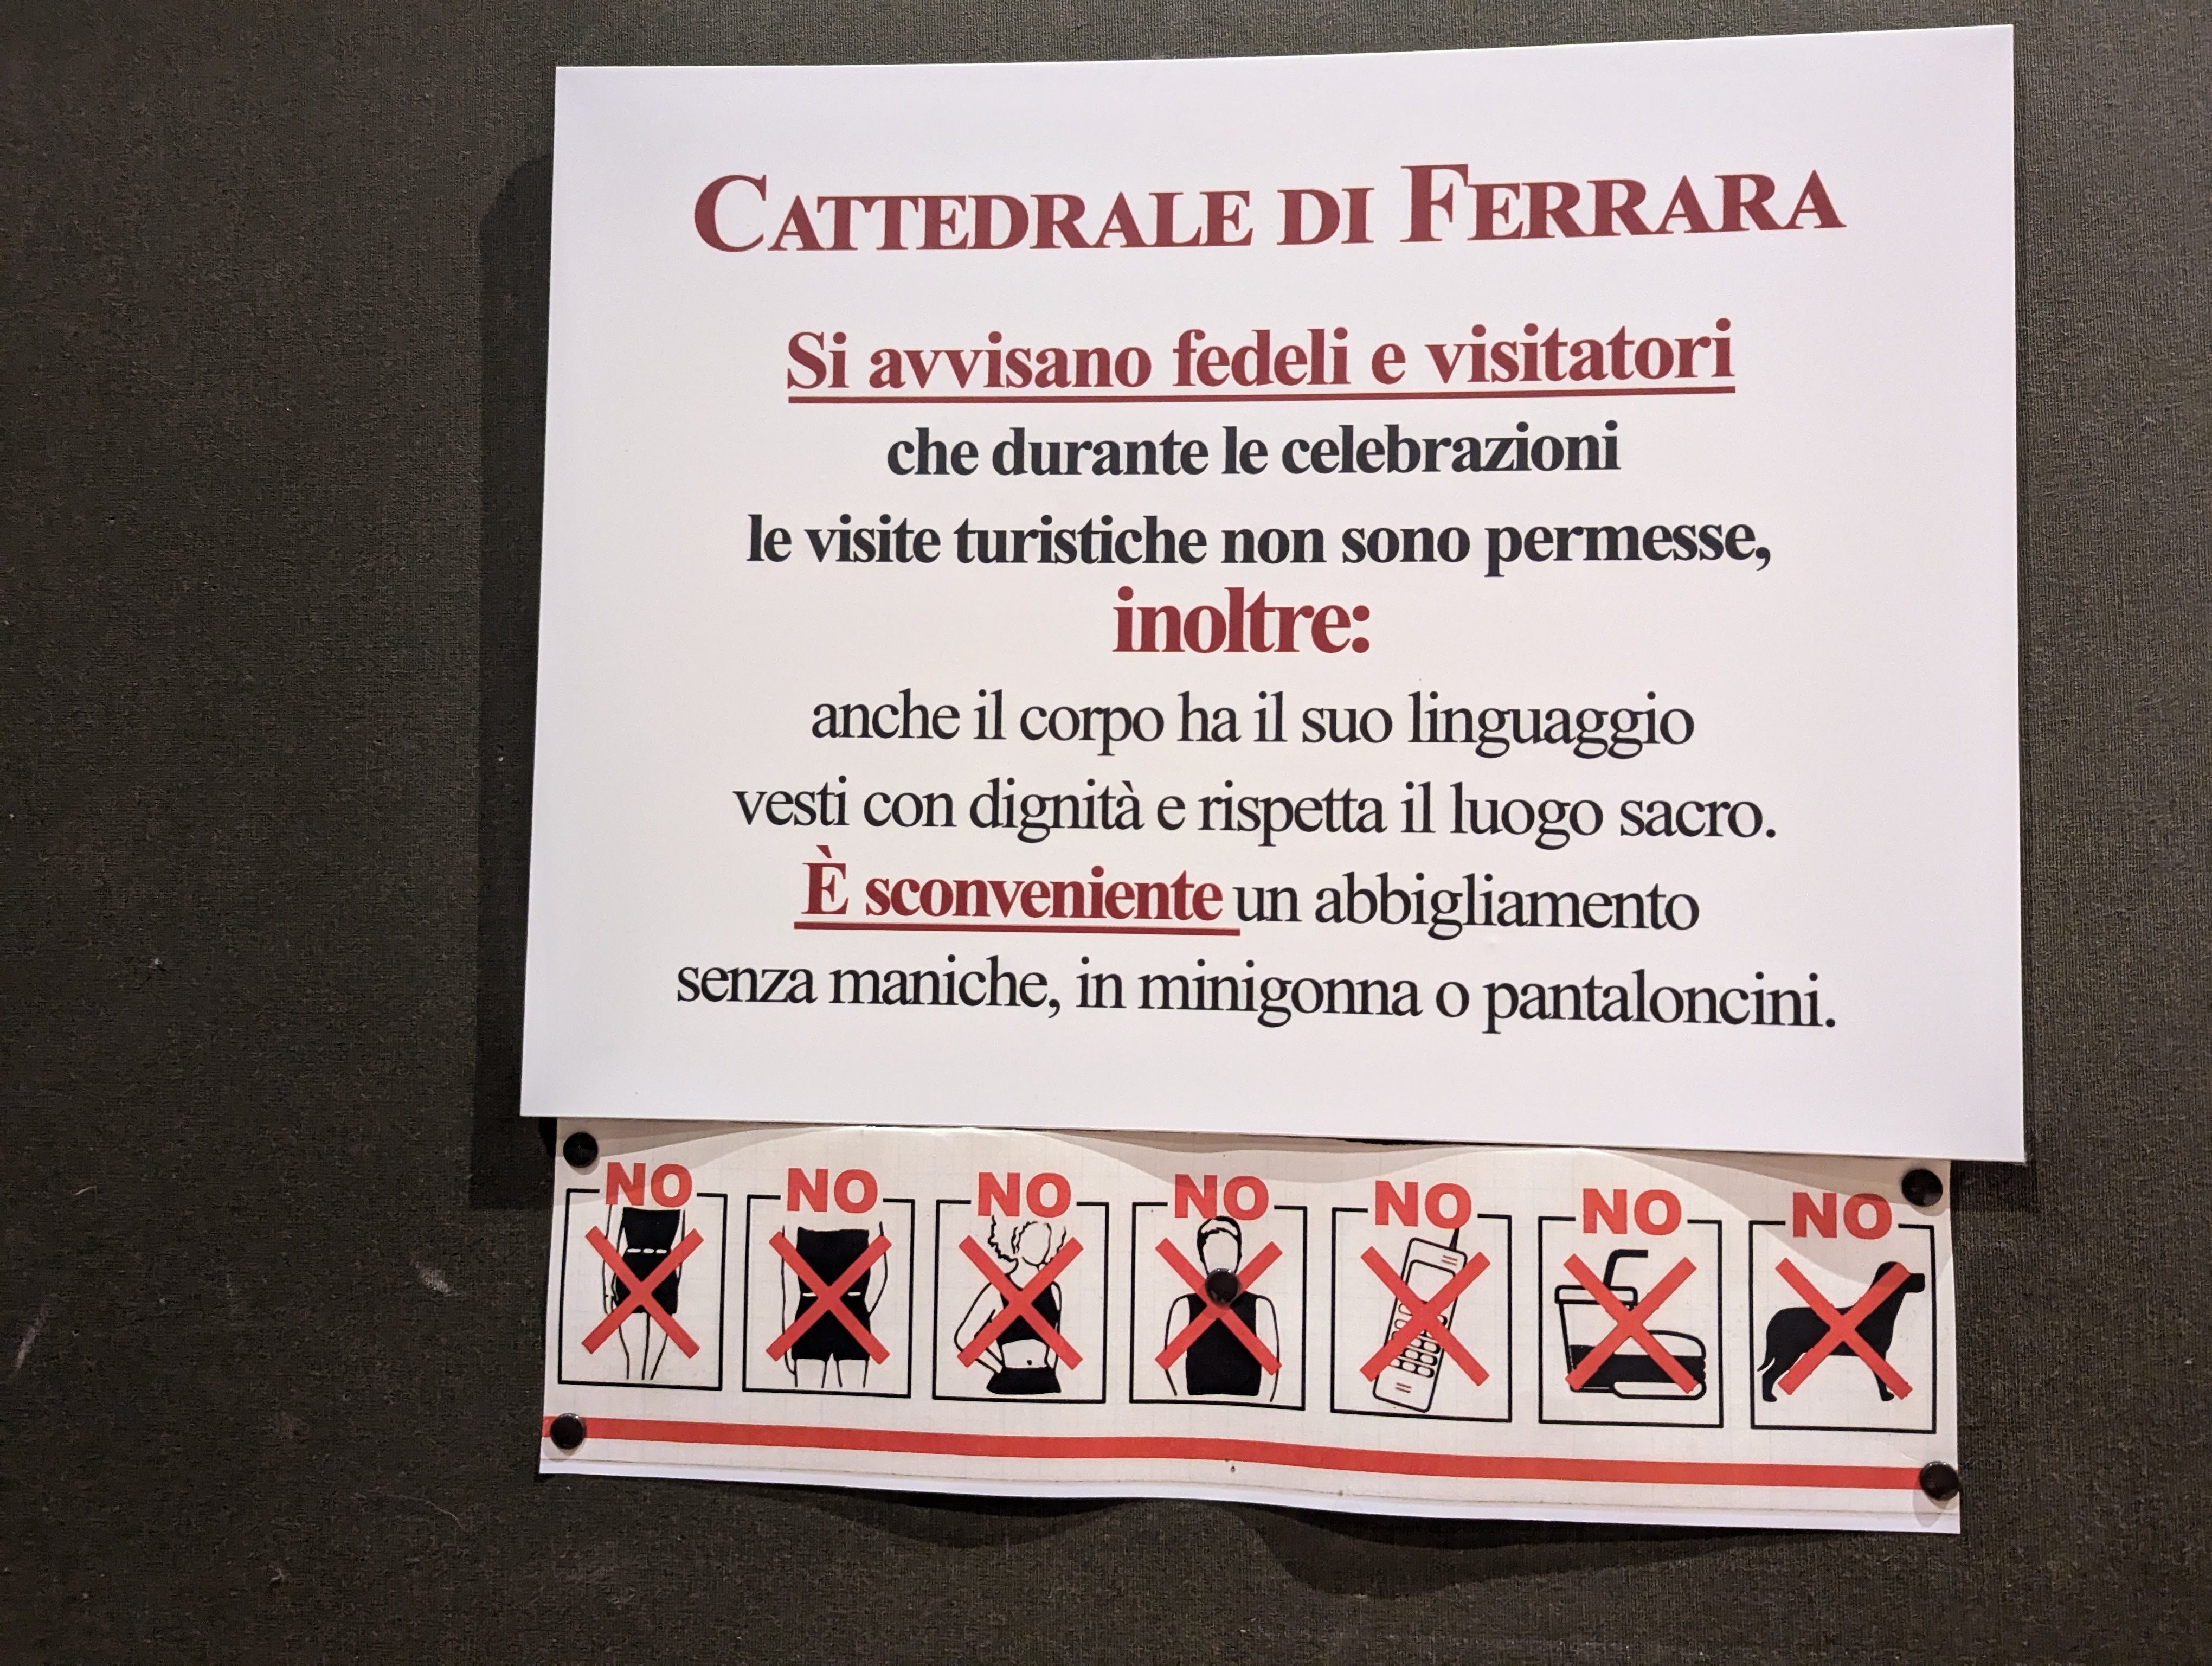 CATTEDRALE DI FERRARA
Si avvisano fedeli e visitatori
che durante le celebrazioni
le visite turistiche non sono permesse,
inoltre:
anche il corpo ha il suo linguaggio
vesti con dignità e rispetta il luogo sacro.
È sconveniente un abbigliamento
senza maniche, in minigonna o pantaloncini.
NO NO NO NO NO NO NO